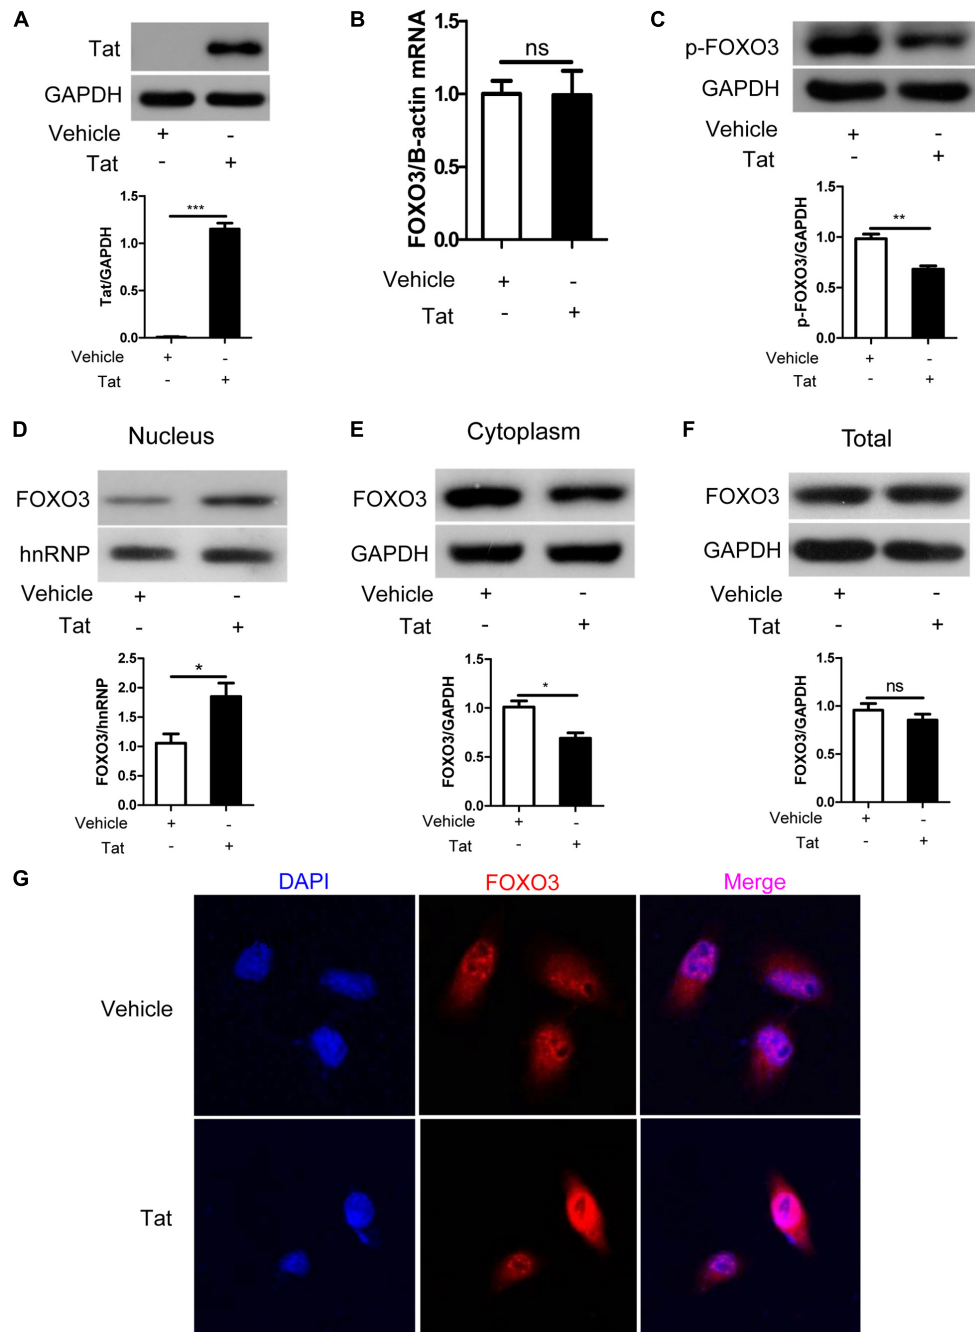 A
Tat
GAPDH
Vehicle + -
Tat - +
Tat/GAPDH
1.5
1.0
0.5
0.0
***
Vehicle + -
Tat - +
B
FOXO3/B-actin mRNA
1.5
1.0
0.5
0.0
ns
Vehicle + -
Tat - +
C
p-FOXO3
GAPDH
Vehicle + -
Tat - +
p-FOXO3/GAPDH
1.5
1.0
0.5
0.0
**
Vehicle + -
Tat - +
D
Nucleus
FOXO3
hnRNP
Vehicle + -
Tat - +
FOXO3/hnRNP
2.5
2.0
1.5
1.0
0.5
0.0
*
Vehicle + -
Tat - +
E
Cytoplasm
FOXO3
GAPDH
Vehicle + -
Tat - +
FOXO3/GAPDH
1.5
1.0
0.5
0.0
*
Vehicle + -
Tat - +
F
Total
FOXO3
GAPDH
Vehicle + -
Tat - +
FOXO3/GAPDH
1.5
1.0
0.5
0.0
ns
Vehicle + -
Tat - +
G
DAPI FOXO3 Merge
Vehicle
Tat